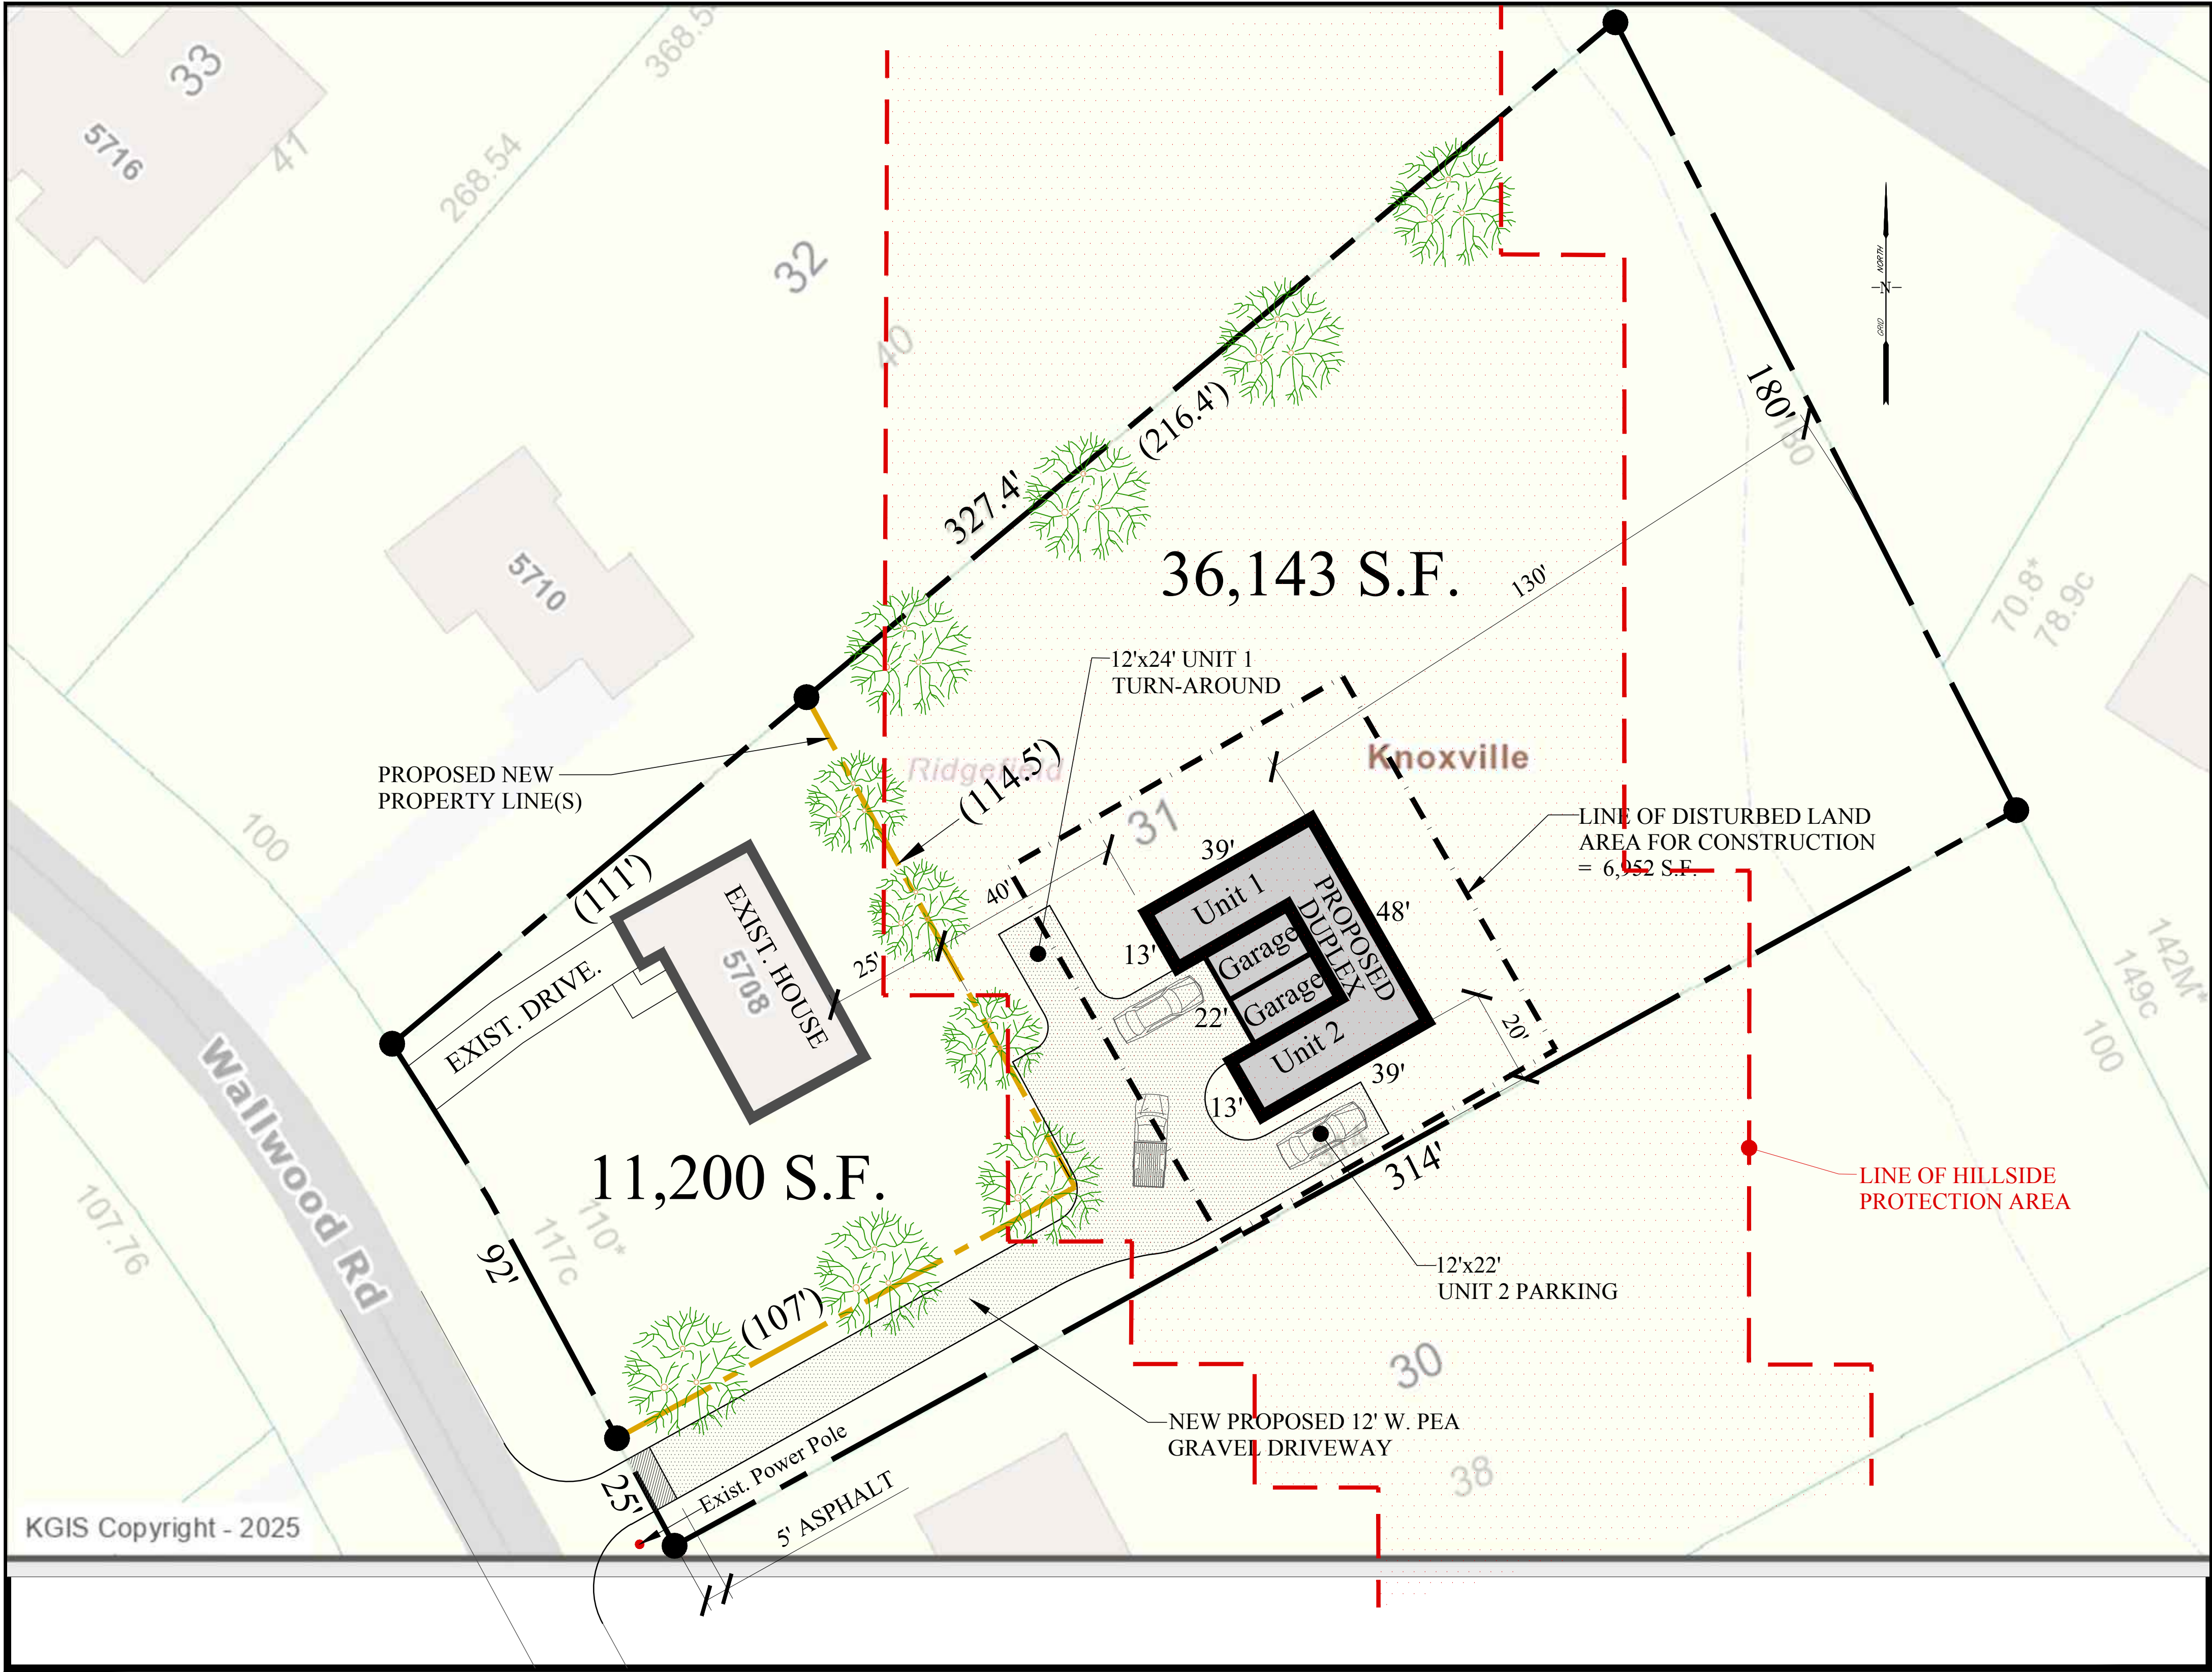 33
5716
41
268.54
368.5
32
40
NORTH
N
GRID
180'
180
(216.4')
327.4'
36,143 S.F.
130'
5710
70.8*
78.9c
12'x24' UNIT 1
TURN-AROUND
PROPOSED NEW
PROPERTY LINE(S)
Ridgefield
Knoxville
(114.5')
31
LINE OF DISTURBED LAND
AREA FOR CONSTRUCTION
= 6,952 S.F.
100
(111')
39'
40'
Unit 1
PROPOSED
DUPLEX
48'
EXIST. HOUSE
5708
13'
Garage
25'
22'
Garage
20'
142M*
149c
100
EXIST. DRIVE.
Unit 2
39'
13'
Wallwood Rd
11,200 S.F.
314'
LINE OF HILLSIDE
PROTECTION AREA
107.76
92'
110*
117c
12'x22'
UNIT 2 PARKING
(107')
30
NEW PROPOSED 12' W. PEA
GRAVEL DRIVEWAY
Exist. Power Pole
38
25'
5' ASPHALT
KGIS Copyright - 2025